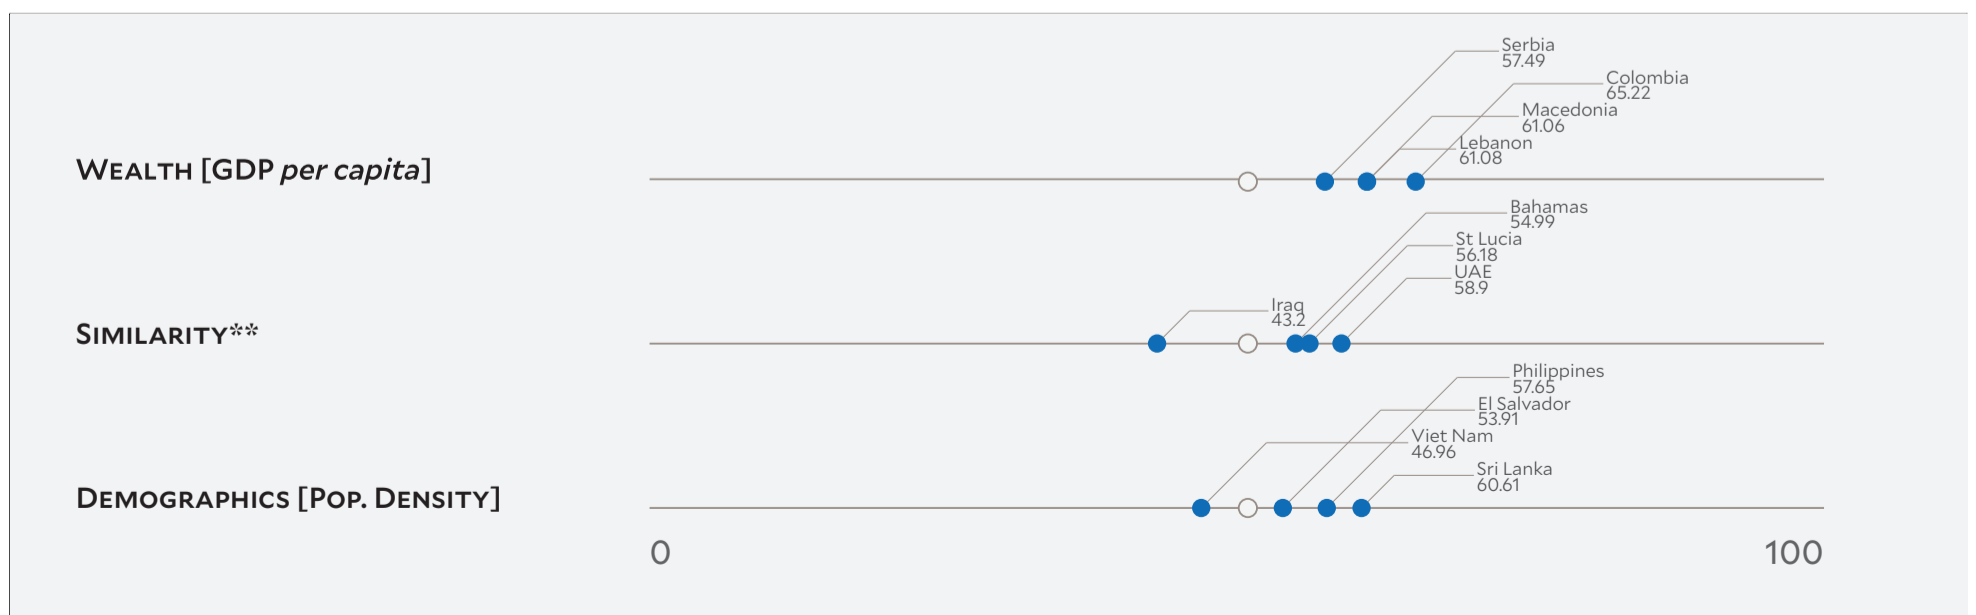 Serbia
57.49
Colombia
65.22
Macedonia
61.06
Lebanon
61.08
WEALTH [GDP per capita]
Bahamas
54.99
St Lucia
56.18
UAE
58.9
Iraq
43.2
SIMILARITY**
Philippines
57.65
El Salvador
53.91
Viet Nam
46.96
Sri Lanka
60.61
DEMOGRAPHICS [POP. DENSITY]
0 100